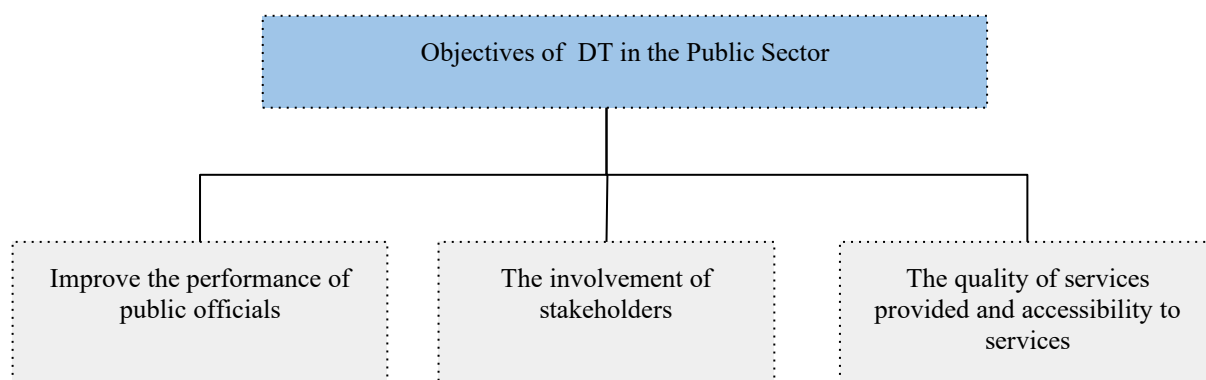 Objectives of  DT in the Public Sector
Improve the performance of
public officials
The involvement of
stakeholders
The quality of services
provided and accessibility to
services